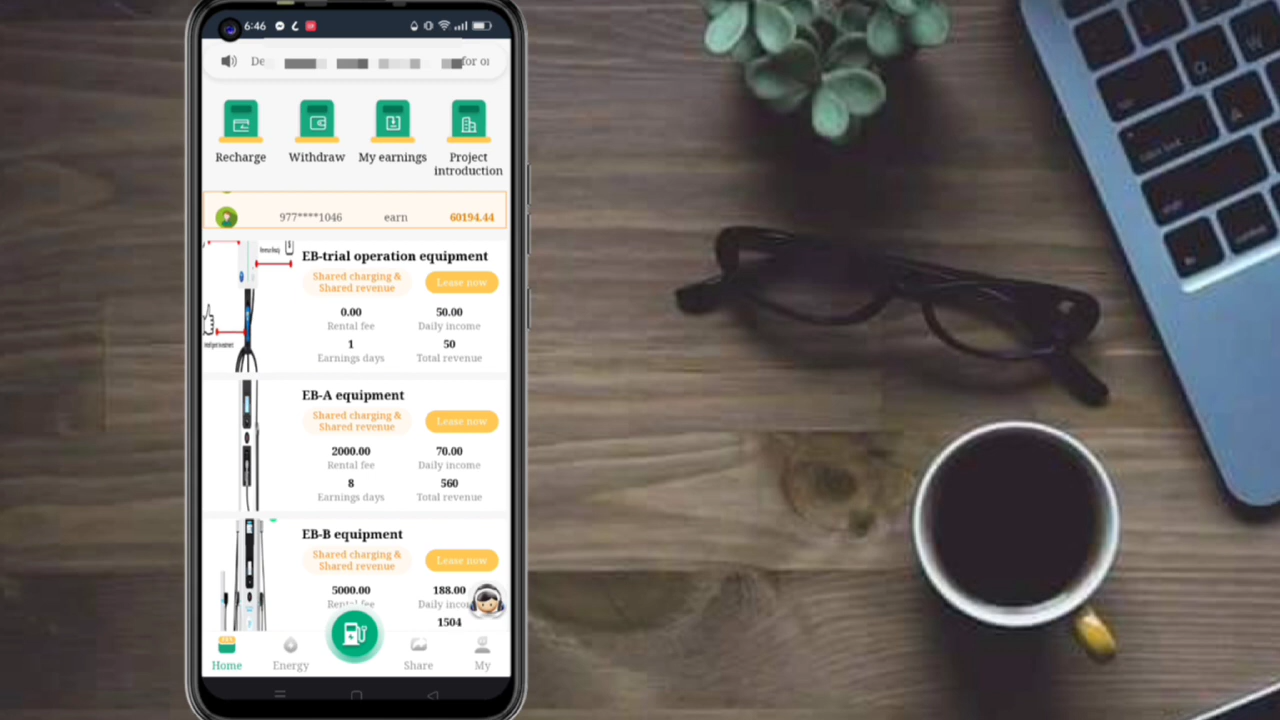 6:46
De for
Recharge Withdraw My earnings Project
introduction
977****1046 earn 60194.44
EB-trial operation equipment
Shared charging &
Shared revenue
Lease now
0.00 50.00
Rental fee Daily income
1 50
Earnings days Total revenue
EB-A equipment
Shared charging &
Shared revenue
Lease now
2000.00 70.00
Rental fee Daily income
8 560
Earnings days Total revenue
EB-B equipment
Shared charging &
Shared revenue
Lease now
5000.00 188.00
Rental fee Daily incom
1504
Home Energy Share My